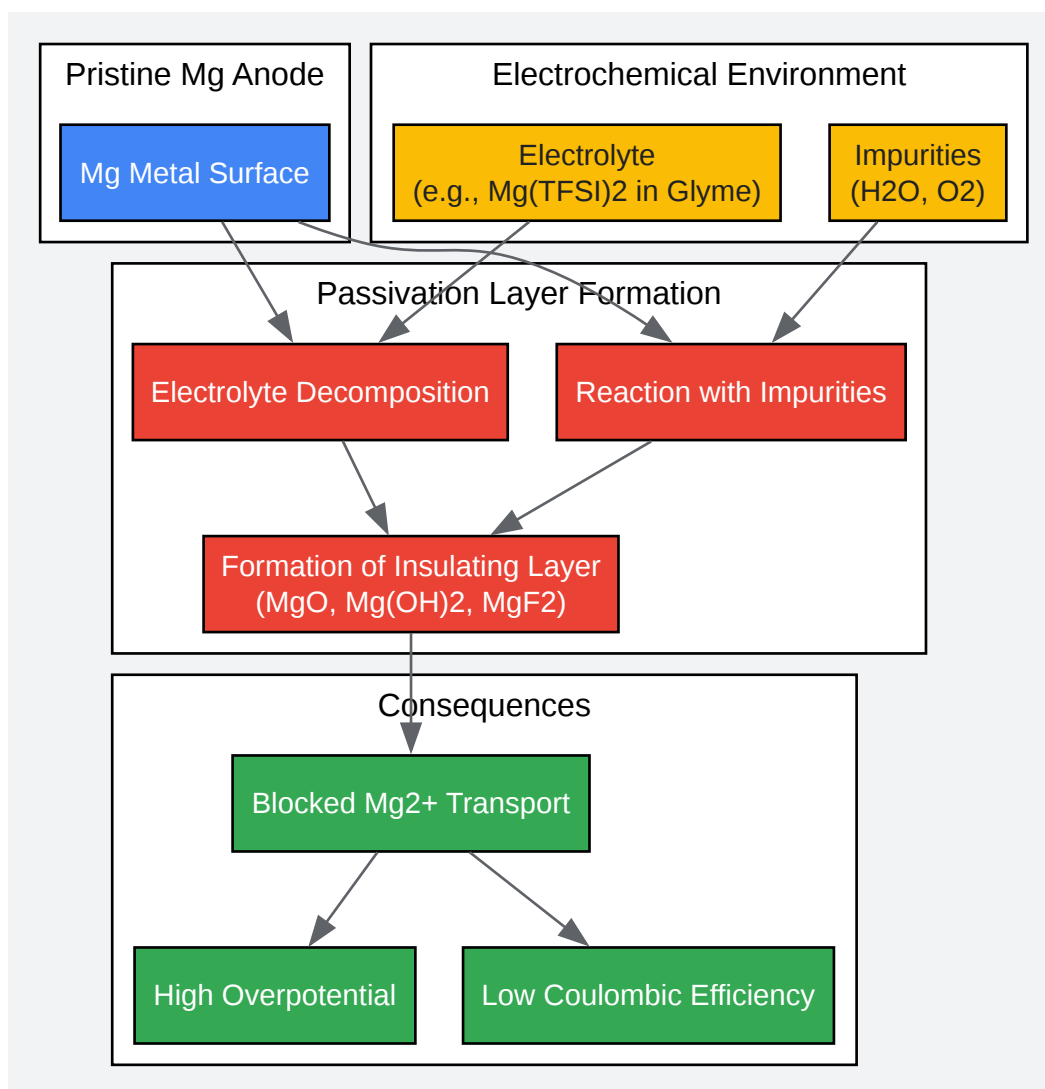 Pristine Mg Anode
Electrochemical Environment
Mg Metal Surface
Electrolyte
(e.g., Mg(TFSI)2 in Glyme)
Impurities
(H2O, O2)
Passivation Layer Formation
Electrolyte Decomposition
Reaction with Impurities
Formation of Insulating Layer
(MgO, Mg(OH)2, MgF2)
Consequences
Blocked Mg2+ Transport
High Overpotential
Low Coulombic Efficiency